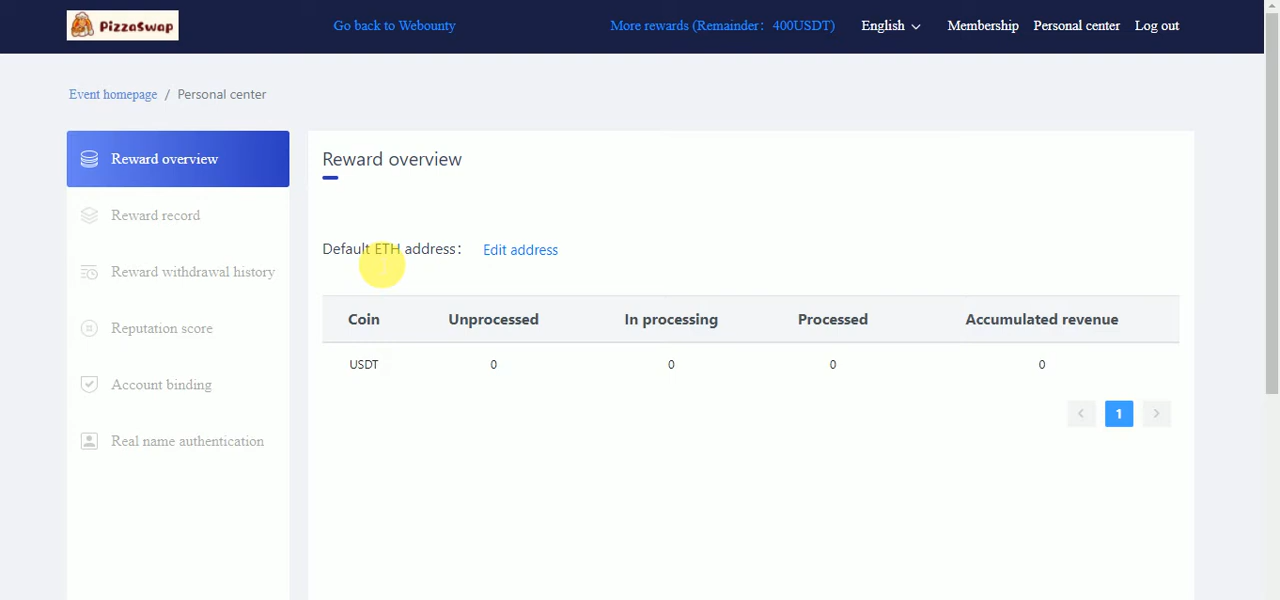 PizzaSwap
Go back to Webounty
More rewards (Remainder：400USDT)
English
Membership
Personal center
Log out
Event homepage / Personal center
Reward overview
Reward record
Reward withdrawal history
Reputation score
Account binding
Real name authentication
Reward overview
Default ETH address： Edit address
Coin Unprocessed In processing Processed Accumulated revenue
USDT 0 0 0 0
< 1 >